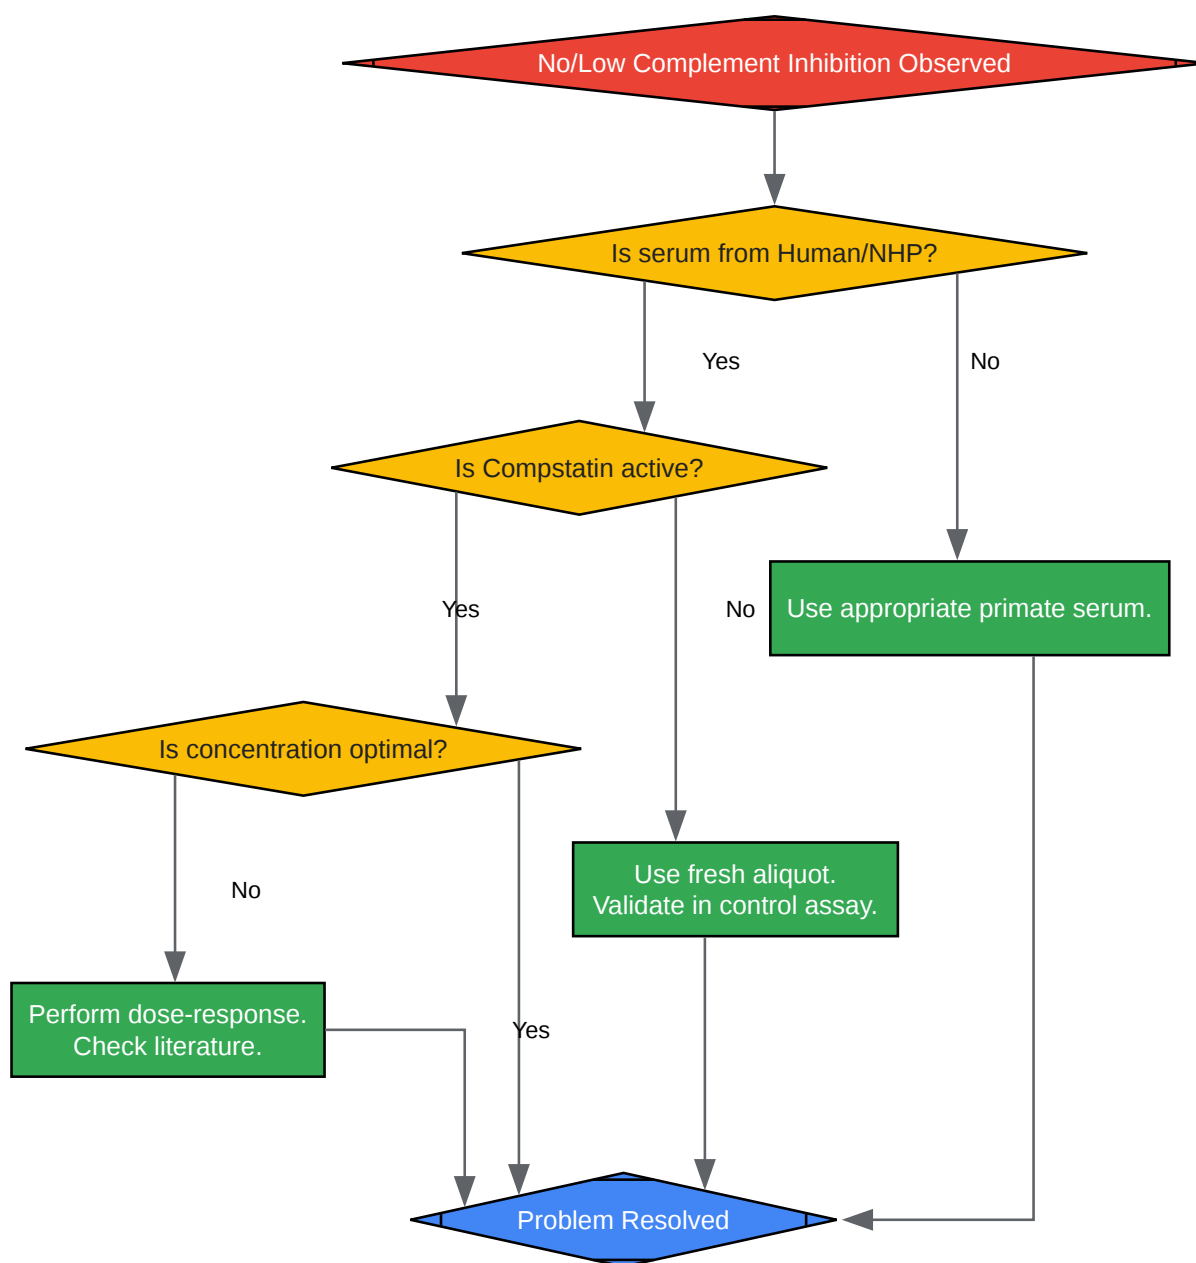 No/Low Complement Inhibition Observed
Is serum from Human/NHP?
Yes
No
Is Compstatin active?
Yes
No
Use appropriate primate serum.
Is concentration optimal?
Use fresh aliquot.
Validate in control assay.
No
Perform dose-response.
Check literature.
Yes
Problem Resolved